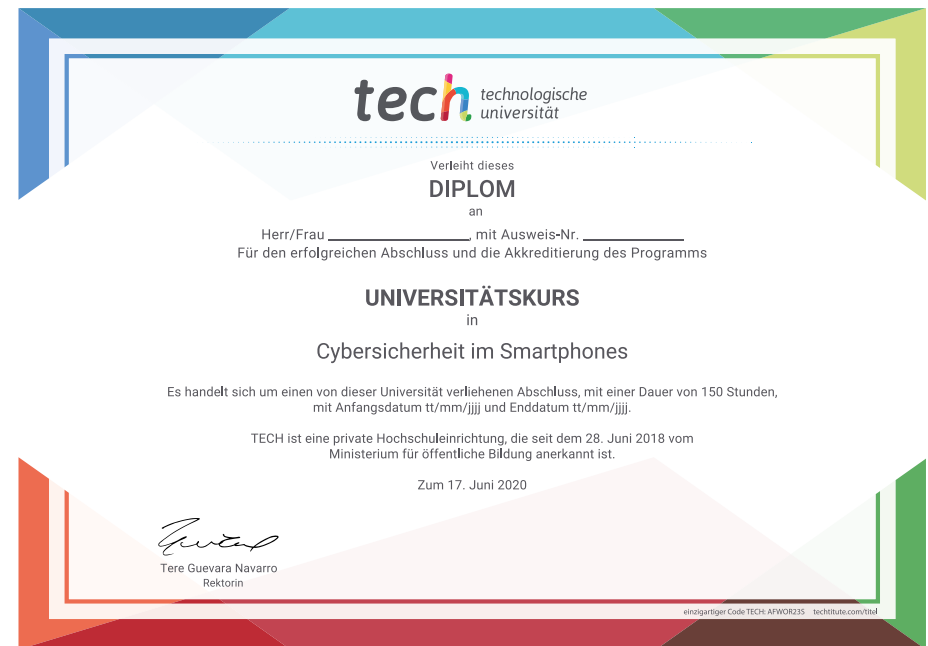 tech technologische
universität
Verleiht dieses
DIPLOM
an
Herr/Frau ____________________, mit Ausweis-Nr. ______________
Für den erfolgreichen Abschluss und die Akkreditierung des Programms
UNIVERSITÄTSKURS
in
Cybersicherheit im Smartphones
Es handelt sich um einen von dieser Universität verliehenen Abschluss, mit einer Dauer von 150 Stunden,
mit Anfangsdatum tt/mm/jjjj und Enddatum tt/mm/jjjj.
TECH ist eine private Hochschuleinrichtung, die seit dem 28. Juni 2018 vom
Ministerium für öffentliche Bildung anerkannt ist.
Zum 17. Juni 2020
Tere Guevara Navarro
Rektorin
einzigartiger Code TECH: AFWOR23S techtitute.com/titel